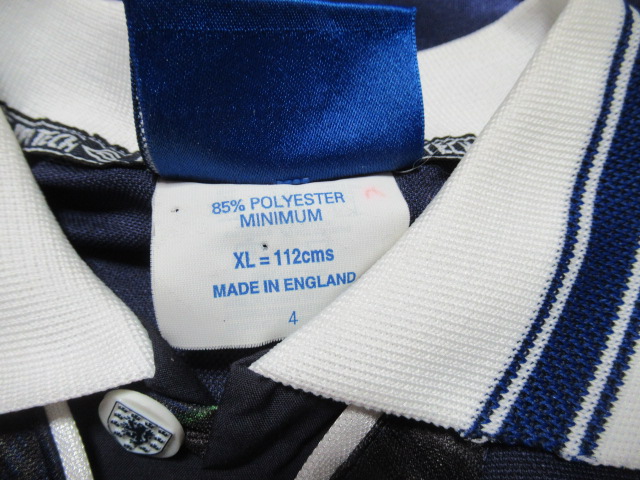 85% POLYESTER
MINIMUM
XL = 112cms
MADE IN ENGLAND
4